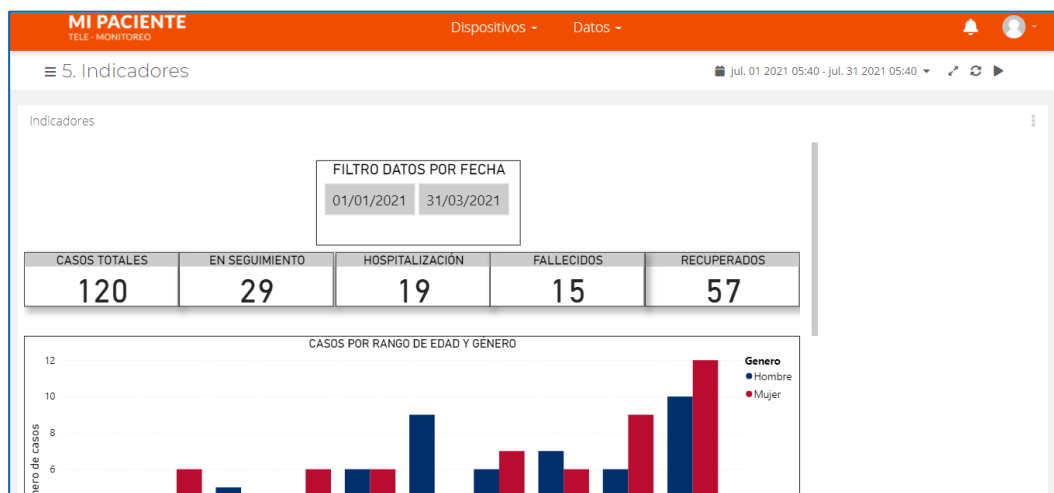 MI PACIENTE
TELE - MONITOREO
Dispositivos
Datos
5. Indicadores
jul. 01 2021 05:40 - jul. 31 2021 05:40
Indicadores
FILTRO DATOS POR FECHA
01/01/2021 31/03/2021
CASOS TOTALES EN SEGUIMIENTO HOSPITALIZACIÓN FALLECIDOS RECUPERADOS
120 29 19 15 57
CASOS POR RANGO DE EDAD Y GÉNERO
12
10
8
6
de casos
Genero
Hombre
Mujer